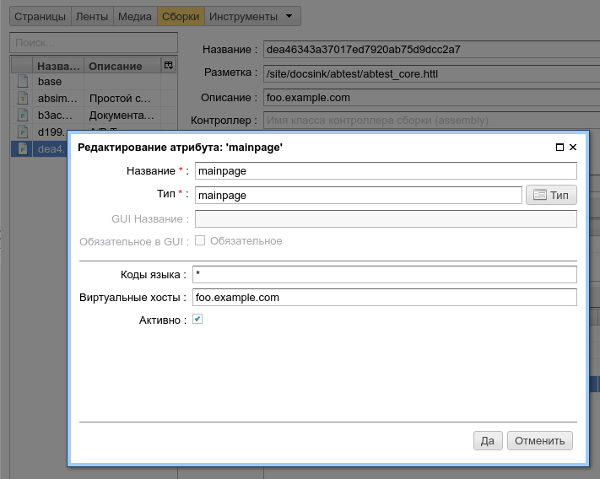 Страницы Ленты Медиа Сборки Инструменты
Поиск...
Назва... Описание
base
absim... Простой с...
b3ac... Документа...
d199.
dea4.
Название : dea46343a37017ed7920ab75d9dcc2a7
Разметка : /site/docsink/abtest/abtest_core.httl
Описание : foo.example.com
Контроллер : Имя класса контроллера сборки (assembly)
Редактирование атрибута: 'mainpage'
Название * : mainpage
Тип * : mainpage Тип
GUI Название :
Обязательное в GUI : Обязательное
Коды языка : *
Виртуальные хосты : foo.example.com
Активно :
Да Отменить